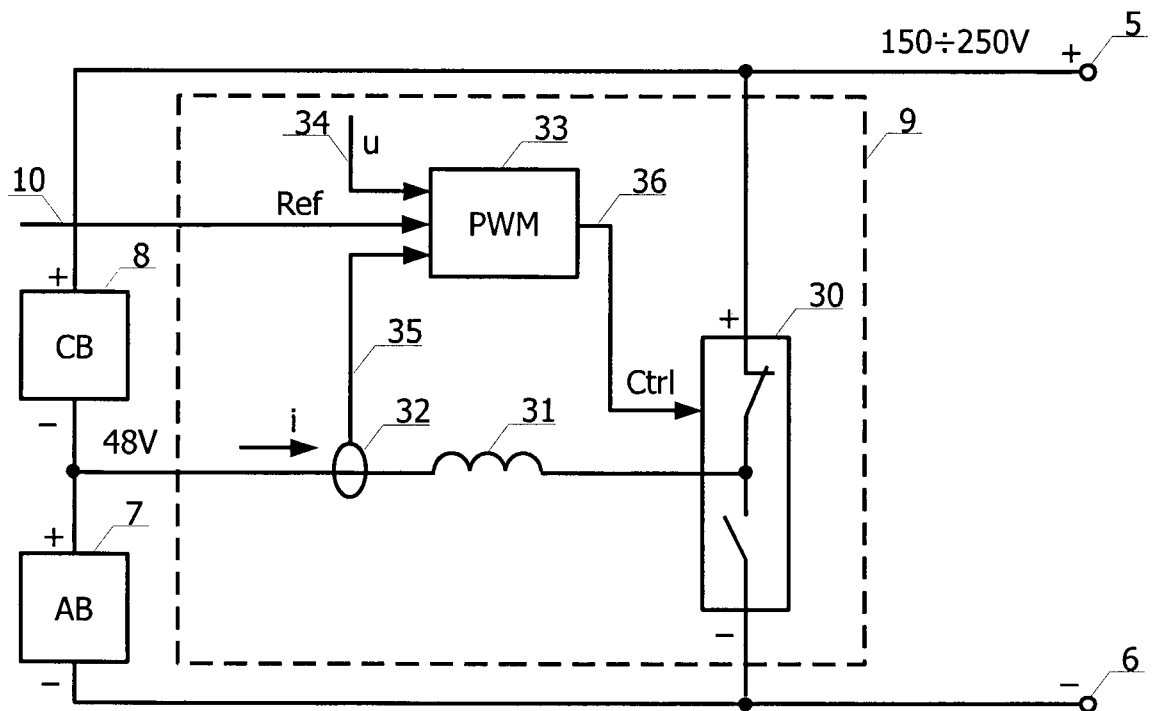 5
150÷250V
+
9
34
u
33
10
Ref
36
PWM
8
+
CB
30
+
35
Ctrl
−
i
32
31
48V
7
+
AB
−
−
6
−